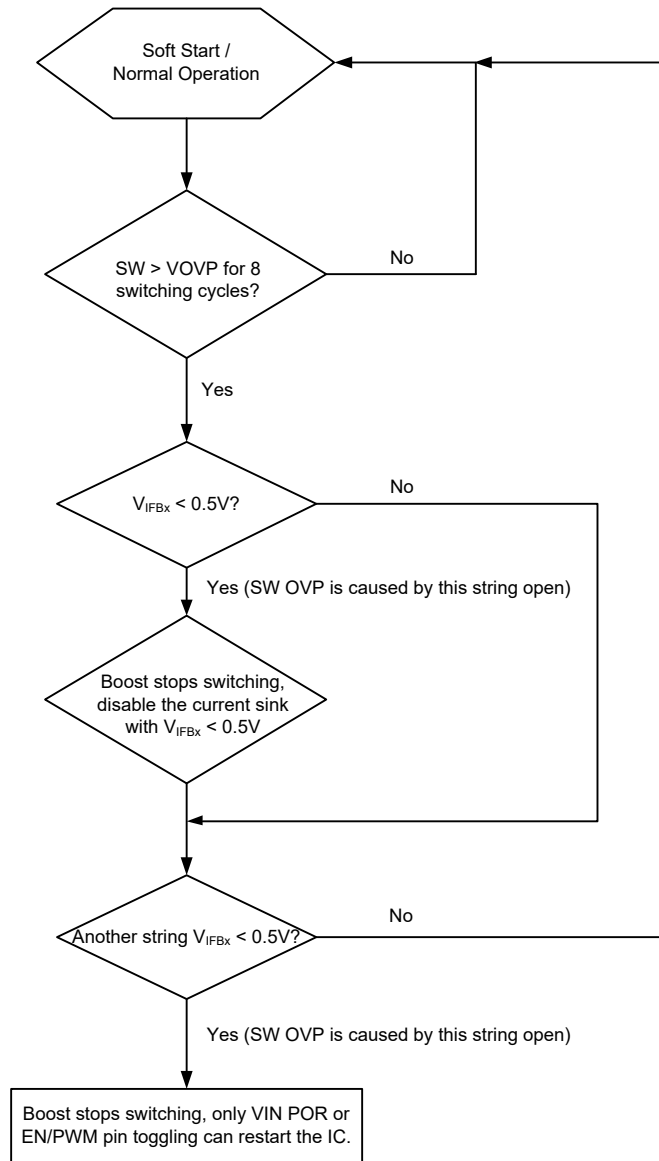 Soft Start /
Normal Operation
SW > VOVP for 8
switching cycles?
No
Yes
VIFBx < 0.5V?
No
Yes (SW OVP is caused by this string open)
Boost stops switching,
disable the current sink
with VIFBx < 0.5V
Another string VIFBx < 0.5V?
No
Yes (SW OVP is caused by this string open)
Boost stops switching, only VIN POR or
EN/PWM pin toggling can restart the IC.